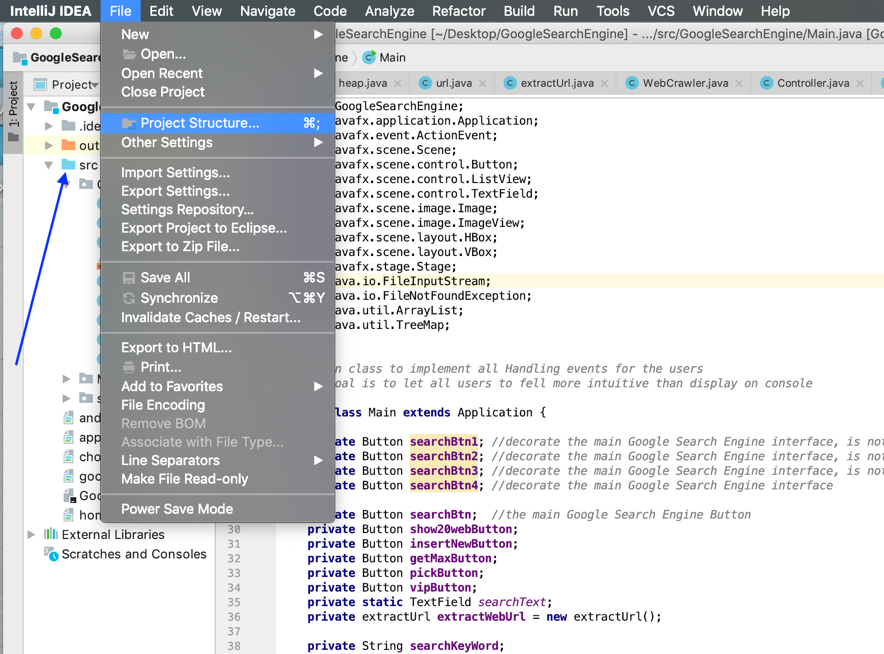 IntelliJ IDEA File Edit View Navigate Code Analyze Refactor Build Run Tools VCS Window Help
GoogleSearchEngine [~/Desktop/GoogleSearchEngine] - .../src/GoogleSearchEngine/Main.java [Go
GoogleSear
Main
1: Project
Project
heap.java
url.java
extractUrl.java
WebCrawler.java
Controller.java
Googl
.ide
out
src
and
app
cho
goo
Goo
hom
External Libraries
Scratches and Consoles
New
Open...
Open Recent
Close Project
Project Structure... ⌘;
Other Settings
Import Settings...
Export Settings...
Settings Repository...
Export Project to Eclipse...
Export to Zip File...
Save All ⌘S
Synchronize ⌥⌘Y
Invalidate Caches / Restart...
Export to HTML...
Print...
Add to Favorites
File Encoding
Remove BOM
Associate with File Type...
Line Separators
Make File Read-only
Power Save Mode
GoogleSearchEngine;
avafx.application.Application;
avafx.event.ActionEvent;
avafx.scene.Scene;
avafx.scene.control.Button;
avafx.scene.control.ListView;
avafx.scene.control.TextField;
avafx.scene.image.Image;
avafx.scene.image.ImageView;
avafx.scene.layout.HBox;
avafx.scene.layout.VBox;
avafx.stage.Stage;
ava.io.FileInputStream;
ava.io.FileNotFoundException;
ava.util.ArrayList;
ava.util.TreeMap;
n class to implement all Handling events for the users
oal is to let all users to fell more intuitive than display on console
lass Main extends Application {
ate Button searchBtn1; //decorate the main Google Search Engine interface, is not
ate Button searchBtn2; //decorate the main Google Search Engine interface, is not
ate Button searchBtn3; //decorate the main Google Search Engine interface, is not
ate Button searchBtn4; //decorate the main Google Search Engine interface
ate Button searchBtn; //the main Google Search Engine Button
30 private Button show20webButton;
31 private Button insertNewButton;
32 private Button getMaxButton;
33 private Button pickButton;
34 private Button vipButton;
35 private static TextField searchText;
36 private extractUrl extractWebUrl = new extractUrl();
37
38 private String searchKeyWord;